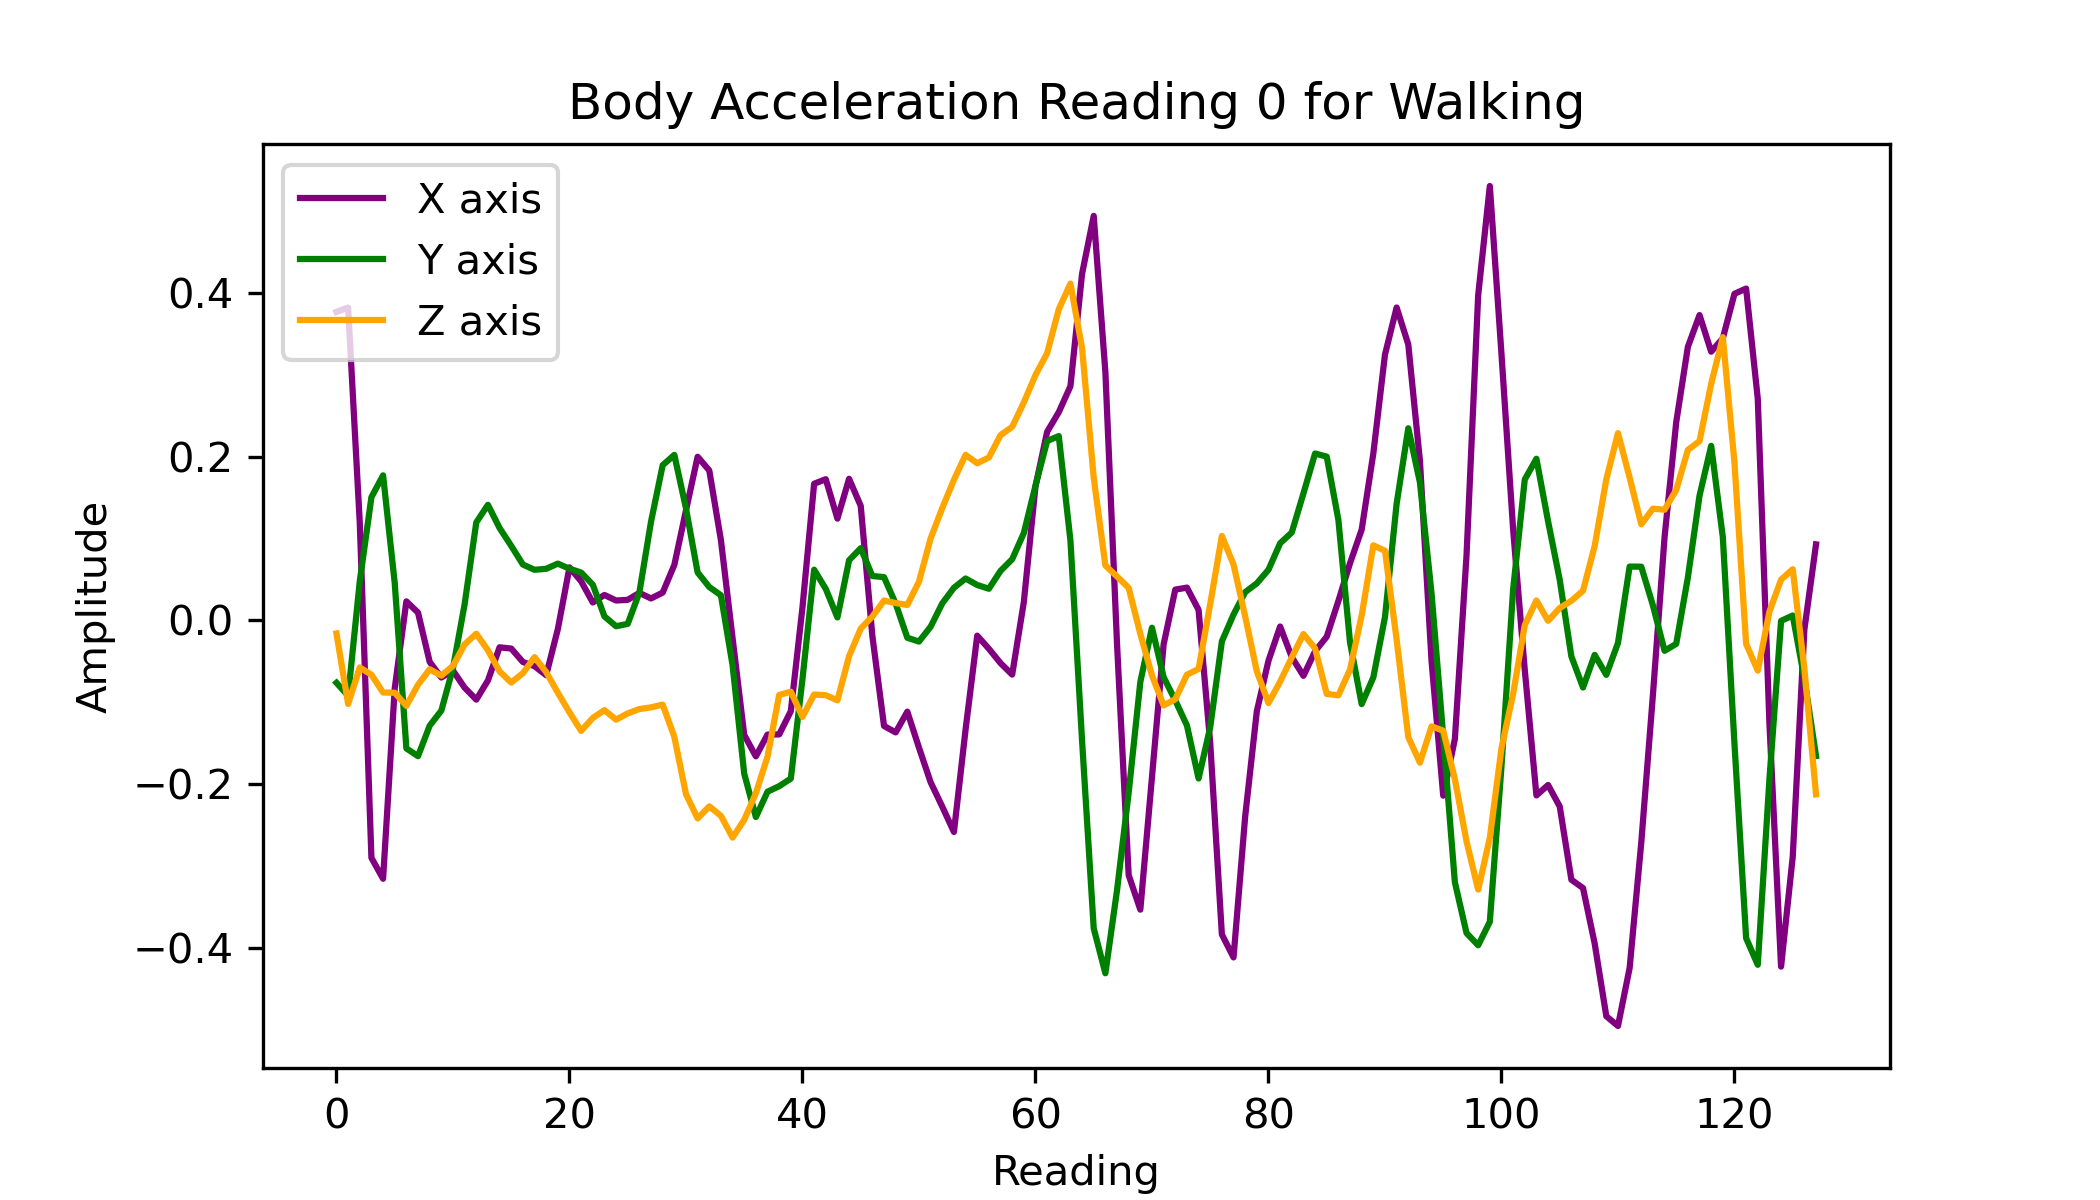 Body Acceleration Reading 0 for Walking
X axis
Y axis
Z axis
Amplitude
0.4
0.2
0.0
−0.2
−0.4
0 20 40 60 80 100 120
Reading